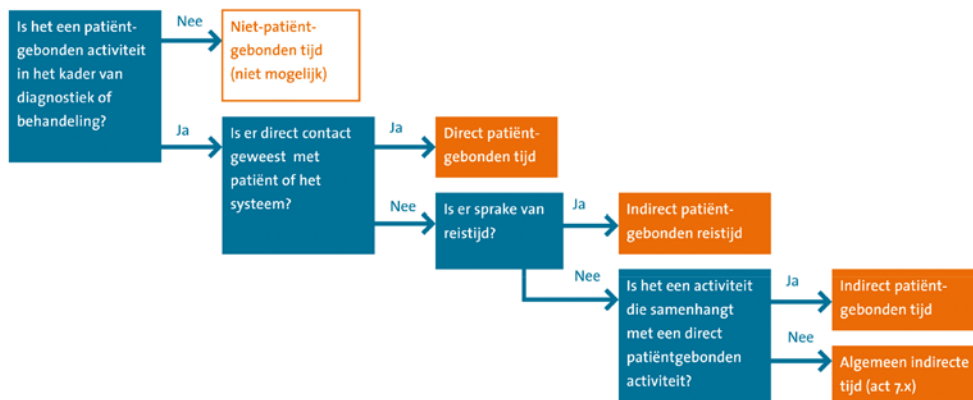 Is het een patiënt-
gebonden activiteit
in het kader van
diagnostiek of
behandeling?
Nee
Niet-patiënt-
gebonden tijd
(niet mogelijk)
Ja
Is er direct contact
geweest met
patiënt of het
systeem?
Ja
Direct patiënt-
gebonden tijd
Nee
Is er sprake van
reistijd?
Ja
Indirect patiënt-
gebonden reistijd
Nee
Is het een activiteit
die samenhangt
met een direct
patiëntgebonden
activiteit?
Ja
Indirect patiënt-
gebonden tijd
Nee
Algemeen indirecte
tijd (act 7.x)